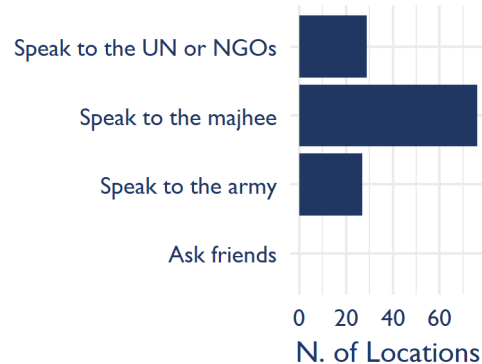 Speak to the UN or NGOs
Speak to the majhee
Speak to the army
Ask friends
0 20 40 60
N. of Locations